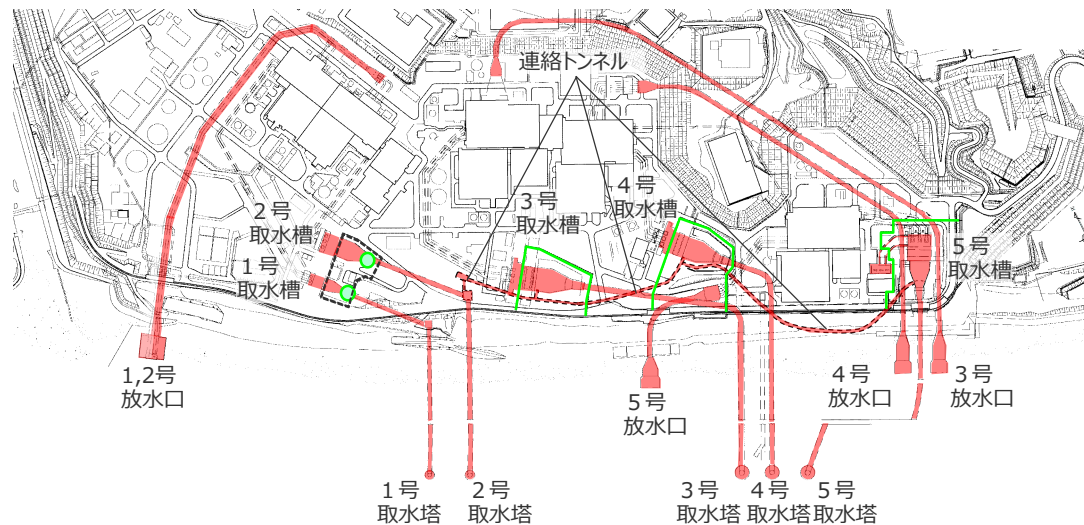 連絡トンネル
２号
取水槽
１号
取水槽
３号
取水槽
４号
取水槽
５号
取水槽
1,2号
放水口
５号
放水口
４号
放水口
３号
放水口
１号
取水塔
２号
取水塔
３号
取水塔
４号
取水塔
５号
取水塔